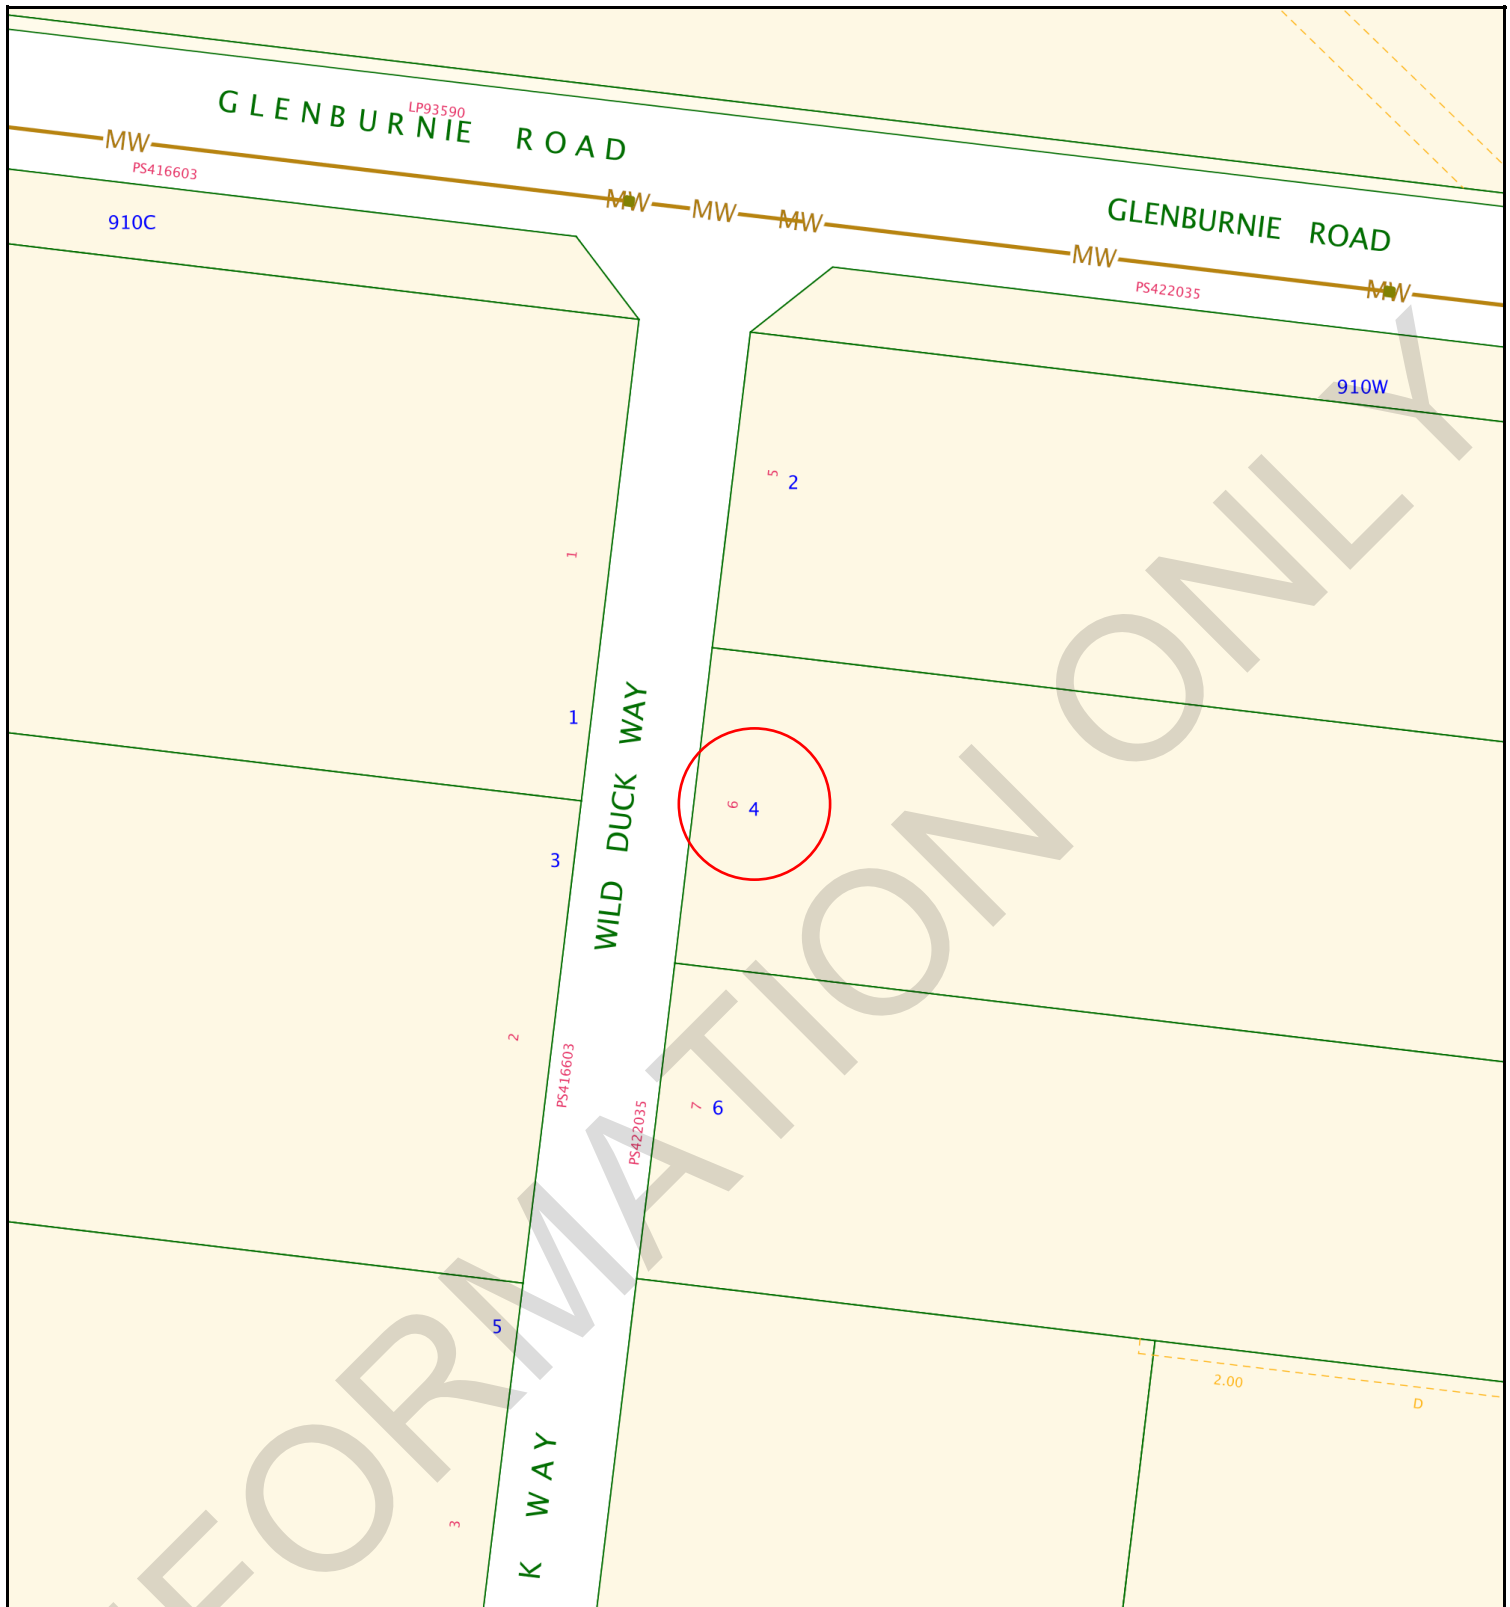 GLENBURNIE ROAD
LP93590
MW
PS416603
910C
MW
MW
MW
GLENBURNIE ROAD
MW
PS422035
MW
910W
5
2
1
1
WILD DUCK WAY
6
4
3
2
PS416603
PS422035
7
6
5
2.00
D
K WAY
3
FORMATION ONLY